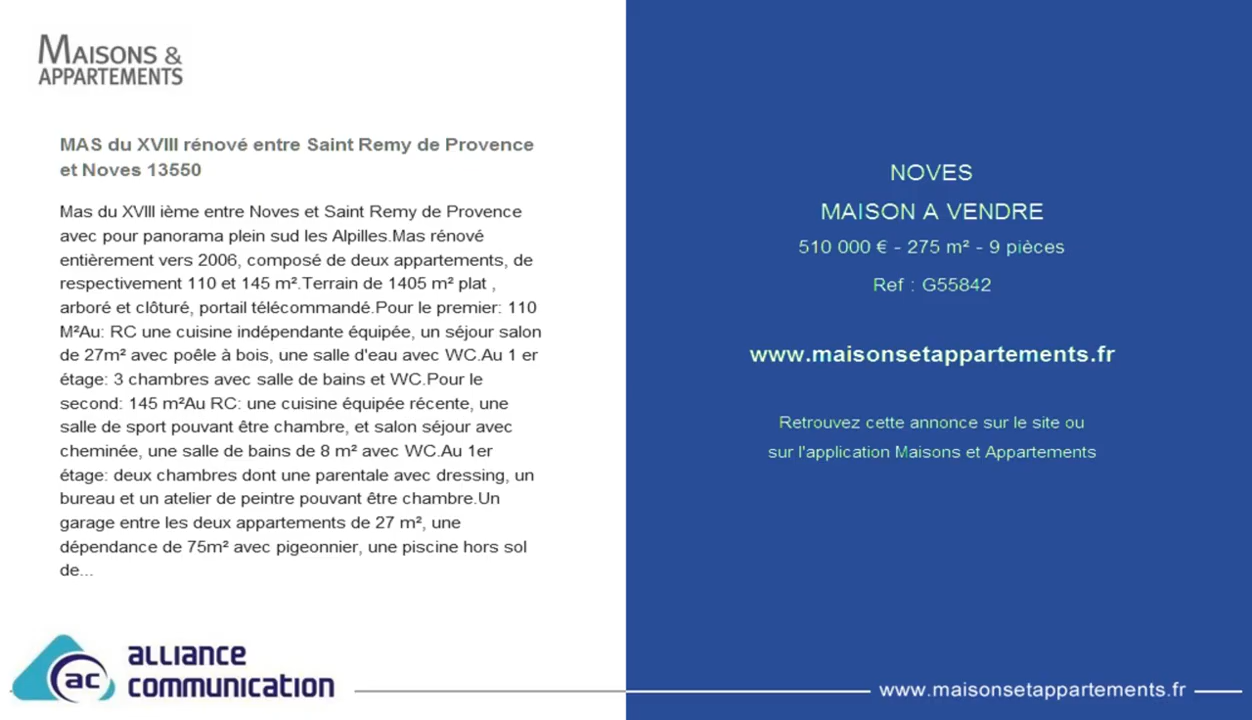 MAISONS &
APPARTEMENTS
MAS du XVIII rénové entre Saint Remy de Provence
et Noves 13550
Mas du XVIII ième entre Noves et Saint Remy de Provence
avec pour panorama plein sud les Alpilles.Mas rénové
entièrement vers 2006, composé de deux appartements, de
respectivement 110 et 145 m².Terrain de 1405 m² plat ,
arboré et clôturé, portail télécommandé.Pour le premier: 110
M²Au: RC une cuisine indépendante équipée, un séjour salon
de 27m² avec poêle à bois, une salle d'eau avec WC.Au 1 er
étage: 3 chambres avec salle de bains et WC.Pour le
second: 145 m²Au RC: une cuisine équipée récente, une
salle de sport pouvant être chambre, et salon séjour avec
cheminée, une salle de bains de 8 m² avec WC.Au 1er
étage: deux chambres dont une parentale avec dressing, un
bureau et un atelier de peintre pouvant être chambre.Un
garage entre les deux appartements de 27 m², une
dépendance de 75m² avec pigeonnier, une piscine hors sol
de...
ac
alliance
communication
NOVES
MAISON A VENDRE
510 000 € - 275 m² - 9 pièces
Ref : G55842
www.maisonsetappartements.fr
Retrouvez cette annonce sur le site ou
sur l'application Maisons et Appartements
www.maisonsetappartements.fr